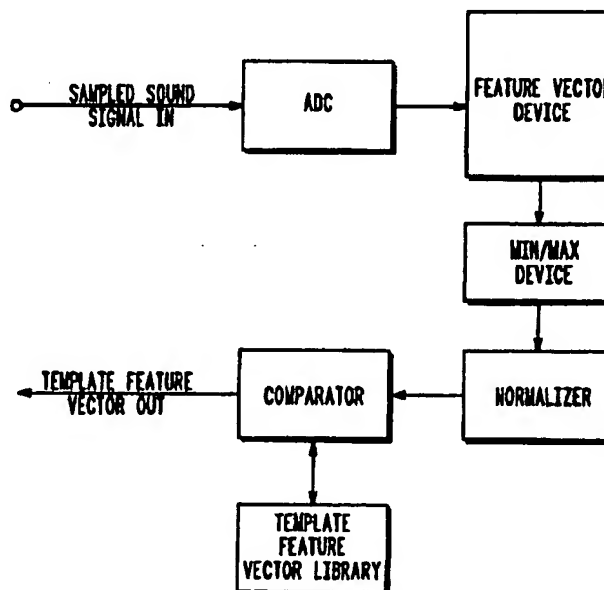 SAMPLED SOUND
SIGNAL IN
ADC
FEATURE VECTOR
DEVICE
MIN/MAX
DEVICE
NORMALIZER
COMPARATOR
TEMPLATE FEATURE
VECTOR OUT
TEMPLATE
FEATURE
VECTOR LIBRARY